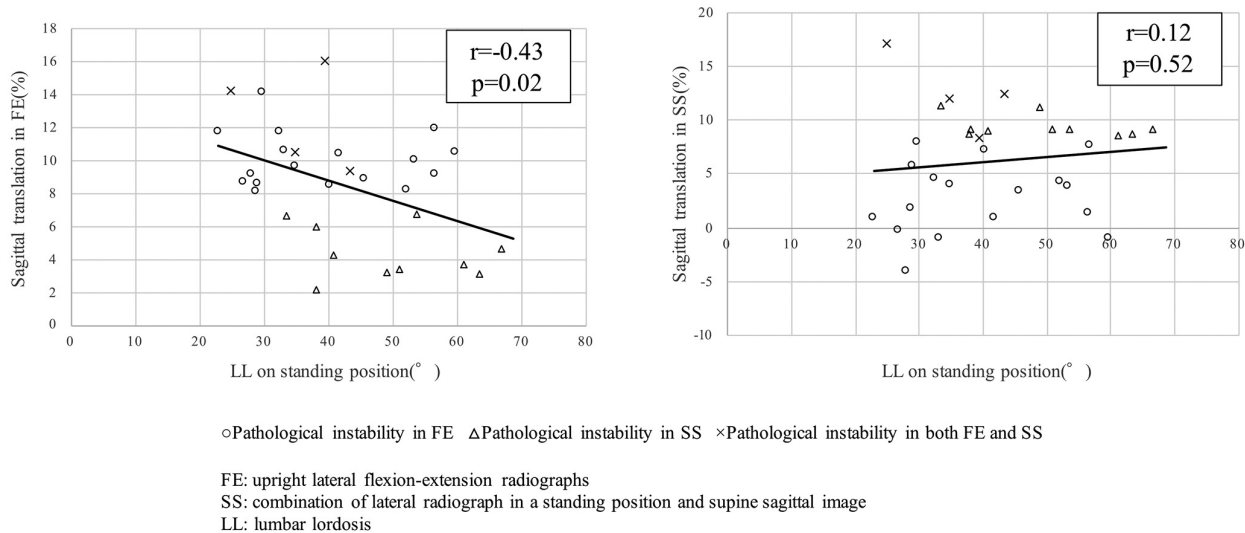 18
16
14
12
10
8
6
4
2
0
Sagittal translation in FE(%)
r=-0.43
p=0.02
0 10 20 30 40 50 60 70 80
LL on standing position(° )
20
15
10
5
0
-5
-10
Sagittal translation in SS(%)
r=0.12
p=0.52
0 10 20 30 40 50 60 70 80
LL on standing position(° )
○Pathological instability in FE △Pathological instability in SS ×Pathological instability in both FE and SS
FE: upright lateral flexion-extension radiographs
SS: combination of lateral radiograph in a standing position and supine sagittal image
LL: lumbar lordosis